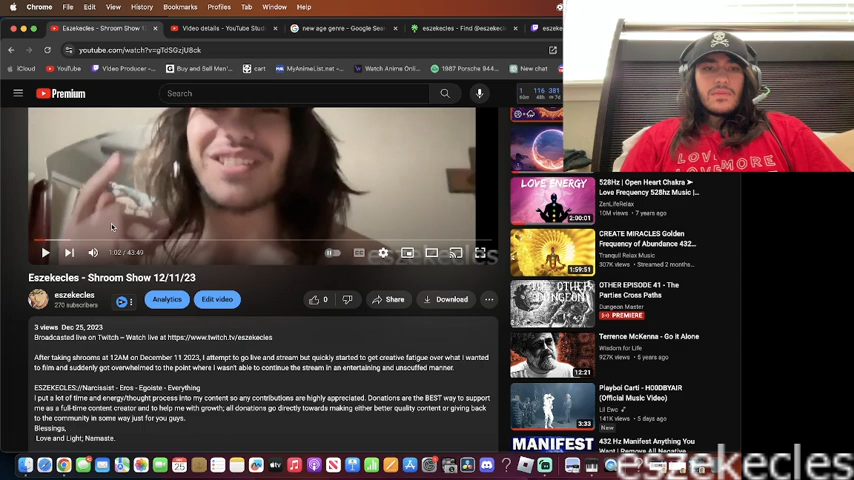 Chrome File Edit View History Bookmarks Profiles Tab Window Help
Eszekecles - Shroom Show 12/
Video details - YouTube Stud
new age genre - Google Sear
eszekecles - Find @eszekec
youtube.com/watch?v=gTdSGzjU8ck
iCloud
YouTube
Video Producer -...
Buy and Sell Men'...
cart
MyAnimeList.net -...
Watch Anime Onli...
1987 Porsche 944...
New chat
Premium
Search
1 116 381
60m 48h
LOVE MORE
1:02 / 43:49
eszekecles
Eszekecles - Shroom Show 12/11/23
eszekecles
270 subscribers
Analytics
Edit video
0
Share
Download
3 views Dec 25, 2023
Broadcasted live on Twitch -- Watch live at https://www.twitch.tv/eszekecles
After taking shrooms at 12AM on December 11 2023, I attempt to go live and stream but quickly started to get creative fatigue over what I wanted
to film and suddenly got overwhelmed to the point where I wasn't able to continue the stream in an entertaining and unscuffed manner.
ESZEKECLES://Narcissist - Eros - Egoiste - Everything
I put a lot of time and energy/thought process into my content so any contributions are highly appreciated. Donations are the BEST way to support
me as a full-time content creator and to help me with growth; all donations go directly towards making either better quality content or giving back
to the community in some way just for you guys.
Blessings,
Love and Light; Namaste.
LOVE ENERGY
2:00:01
528Hz | Open Heart Chakra ➤
Love Frequency 528hz Music |...
ZenLifeRelax
10M views • 7 years ago
1:59:51
CREATE MIRACLES Golden
Frequency of Abundance 432...
Tranquil Relax Music
307K views • Streamed 2 months...
OTHER EPISODE 41 - The
Parties Cross Paths
Dungeon Master
PREMIERE
12:21
Terrence McKenna - Go it Alone
Wisdom for Life
927K views • 5 years ago
3:33
Playboi Carti - H00DBYAIR
(Official Music Video)
Lil Ewo
141K views • 5 days ago
New
MANIFEST
432 Hz Manifest Anything You
Want | Remove All Negative
eszekecles